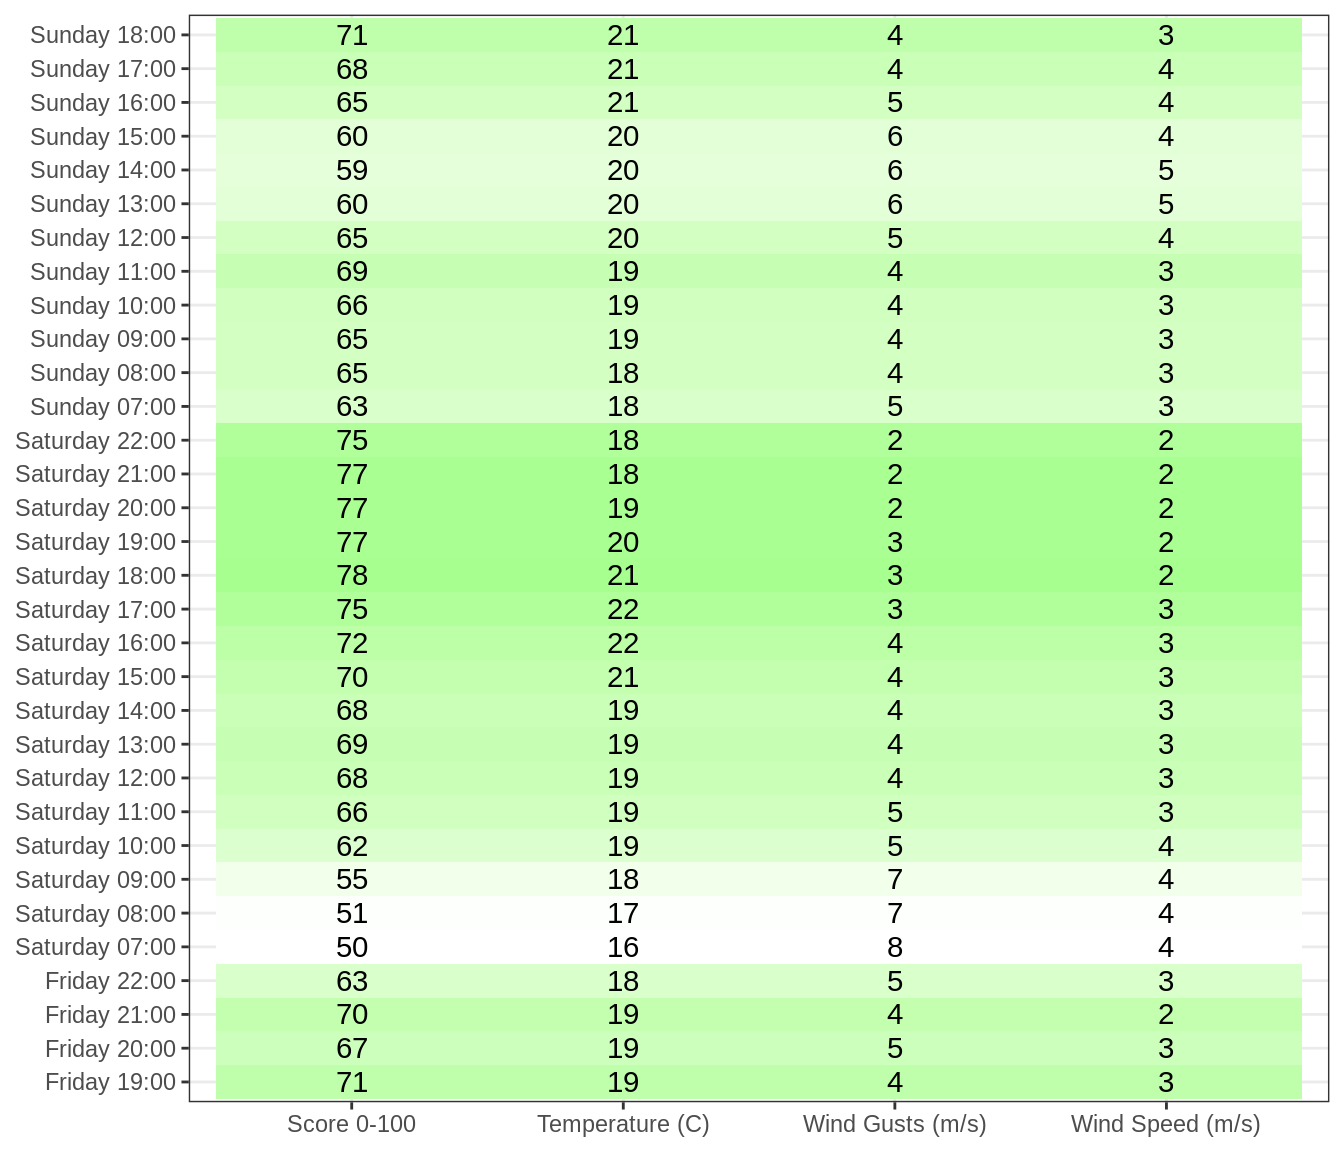 Sunday 18:00 71 21 4 3
Sunday 17:00 68 21 4 4
Sunday 16:00 65 21 5 4
Sunday 15:00 60 20 6 4
Sunday 14:00 59 20 6 5
Sunday 13:00 60 20 6 5
Sunday 12:00 65 20 5 4
Sunday 11:00 69 19 4 3
Sunday 10:00 66 19 4 3
Sunday 09:00 65 19 4 3
Sunday 08:00 65 18 4 3
Sunday 07:00 63 18 5 3
Saturday 22:00 75 18 2 2
Saturday 21:00 77 18 2 2
Saturday 20:00 77 19 2 2
Saturday 19:00 77 20 3 2
Saturday 18:00 78 21 3 2
Saturday 17:00 75 22 3 3
Saturday 16:00 72 22 4 3
Saturday 15:00 70 21 4 3
Saturday 14:00 68 19 4 3
Saturday 13:00 69 19 4 3
Saturday 12:00 68 19 4 3
Saturday 11:00 66 19 5 3
Saturday 10:00 62 19 5 4
Saturday 09:00 55 18 7 4
Saturday 08:00 51 17 7 4
Saturday 07:00 50 16 8 4
Friday 22:00 63 18 5 3
Friday 21:00 70 19 4 2
Friday 20:00 67 19 5 3
Friday 19:00 71 19 4 3
Score 0-100 Temperature (C) Wind Gusts (m/s) Wind Speed (m/s)